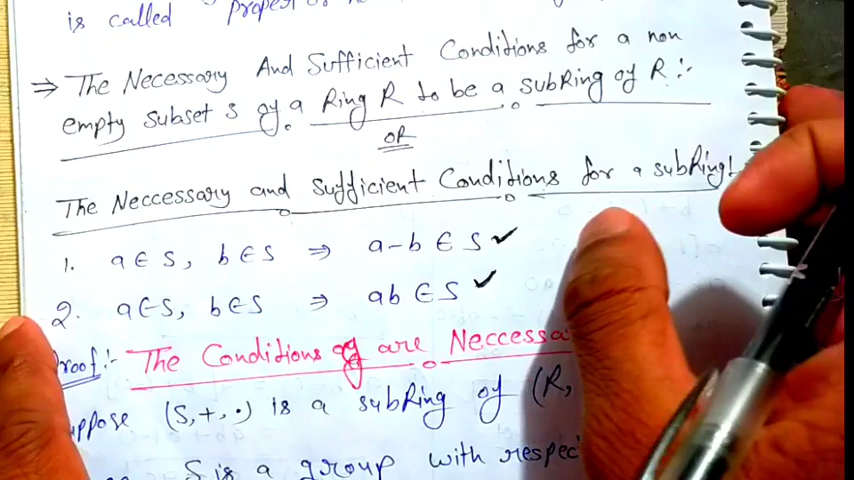 is called
⇒ The Necessary And Sufficient Conditions for a non
empty subset S of a Ring R to be a subRing of R :-
OR
The Neccessary and sufficient Conditions for a subRing:-
1. a ∈ S, b ∈ S ⇒ a-b ∈ S ✓
2. a ∈ S, b ∈ S ⇒ ab ∈ S ✓
Proof :- The Conditions are Neccessa
ppose (S,+,·) is a subRing of (R,
S is a group with respec